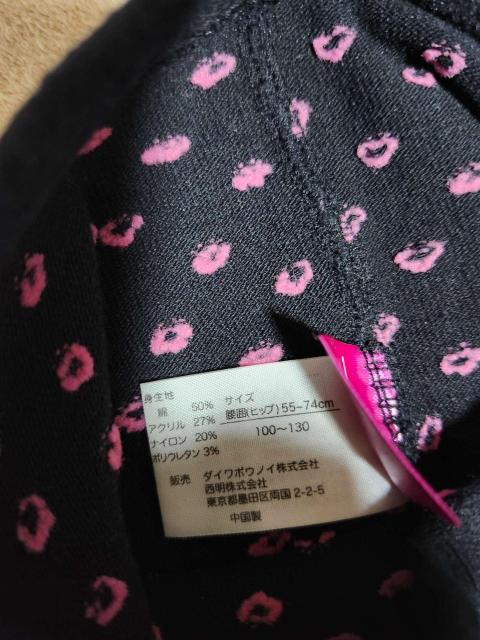 身生地
綿 50%
アクリル 27%
ナイロン 20%
ポリウレタン 3%
サイズ
腰囲(ヒップ)55-74cm
100〜130
販売 ダイワボウノイ株式会社
西明株式会社
東京都墨田区両国2-2-5
中国製